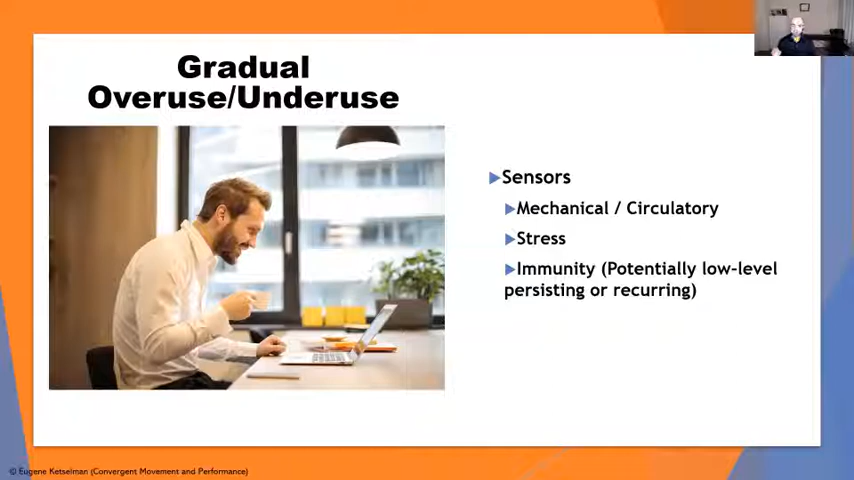 Gradual
Overuse/Underuse
Sensors
Mechanical / Circulatory
Stress
Immunity (Potentially low-level
persisting or recurring)
© Eugene Ketselman (Convergent Movement and Performance)